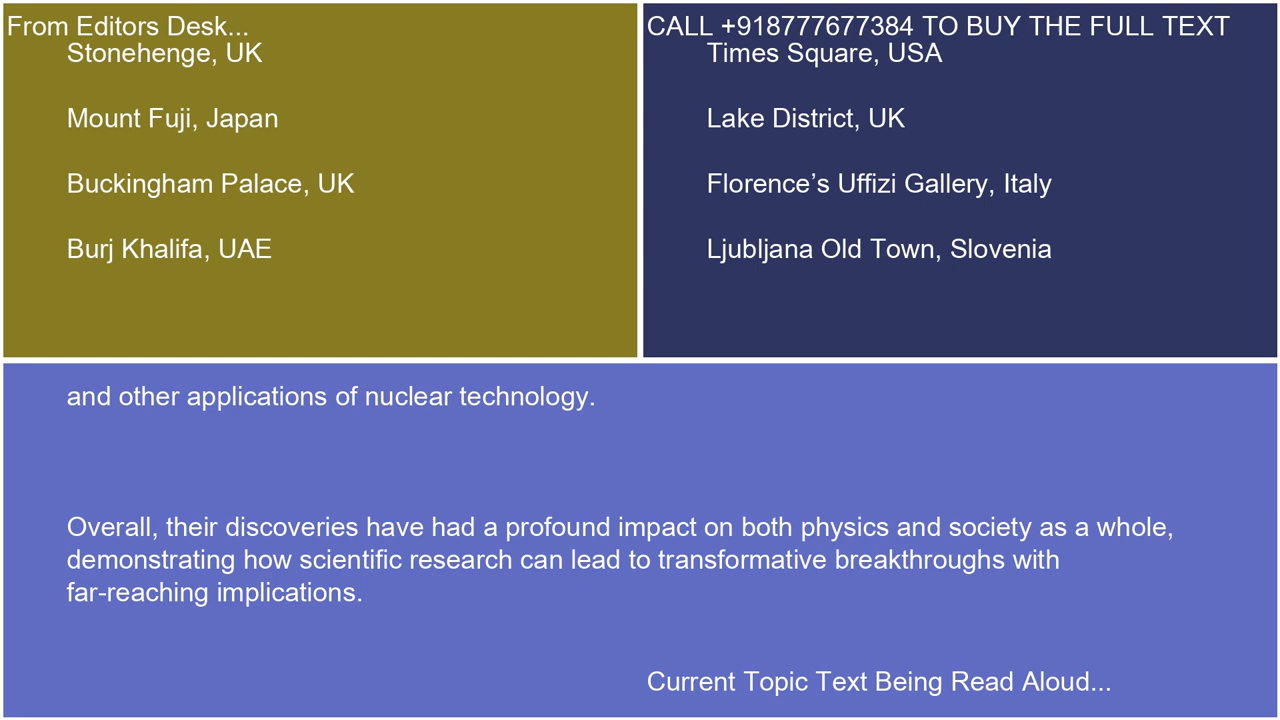 From Editors Desk...
Stonehenge, UK
Mount Fuji, Japan
Buckingham Palace, UK
Burj Khalifa, UAE
CALL +918777677384 TO BUY THE FULL TEXT
Times Square, USA
Lake District, UK
Florence’s Uffizi Gallery, Italy
Ljubljana Old Town, Slovenia
and other applications of nuclear technology.
Overall, their discoveries have had a profound impact on both physics and society as a whole,
demonstrating how scientific research can lead to transformative breakthroughs with
far-reaching implications.
Current Topic Text Being Read Aloud...